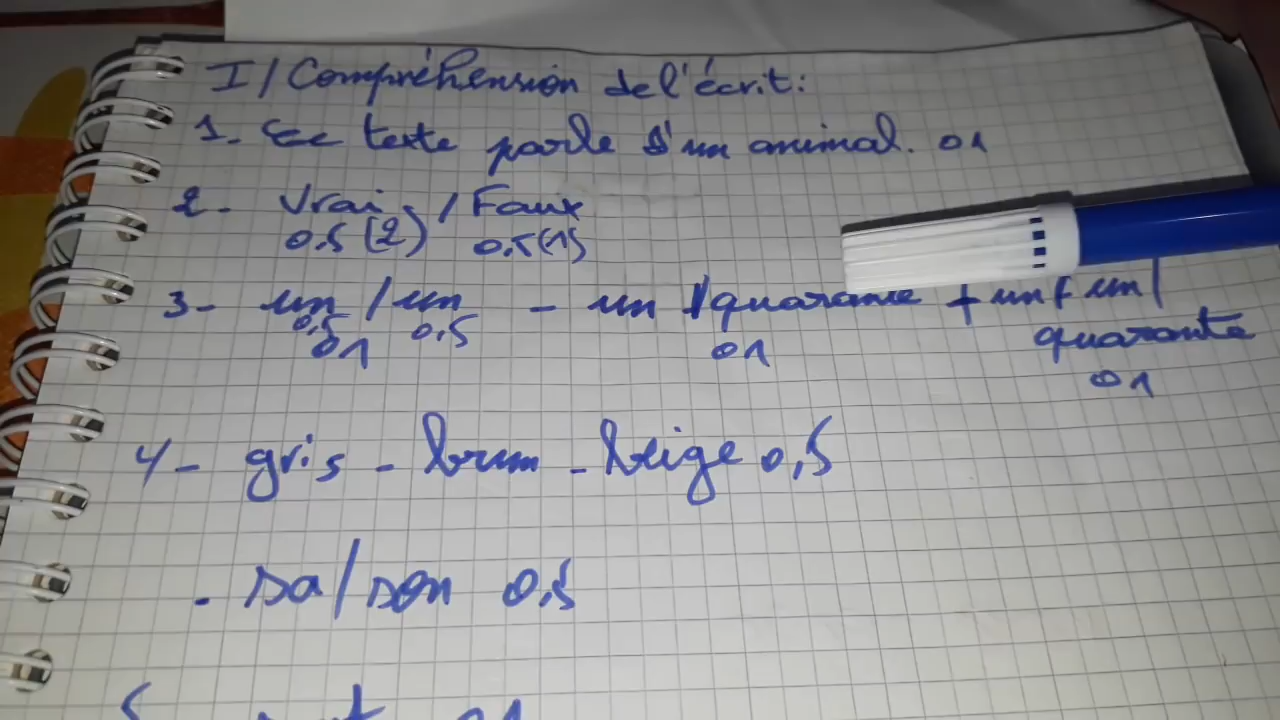 I/Compréhension de l'écrit:
1. Ce texte parle d'un animal. 01
2- Vrai / Faux
0.5(2) 0.5(1)
3- un / un - un / quarante + un / un /
0,5 0,5 quarante
01 01 01
4- gris - brun - beige 0,5
- sa/son 0,5
01